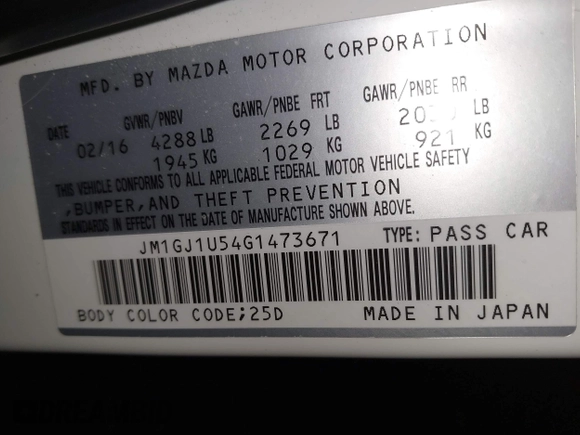 MFD. BY MAZDA MOTOR CORPORATION
DATE GVWR/PNBV GAWR/PNBE FRT GAWR/PNBE RR
02/16 4288 LB 2269 LB LB
1945 KG 1029 KG 921 KG
THIS VEHICLE CONFORMS TO ALL APPLICABLE FEDERAL MOTOR VEHICLE SAFETY
,BUMPER,AND THEFT PREVENTION
STANDARDS IN EFFECT ON THE DATE OF MANUFACTURE SHOWN ABOVE.
JM1GJ1U54G1473671 TYPE: PASS CAR
BODY COLOR CODE;25D MADE IN JAPAN